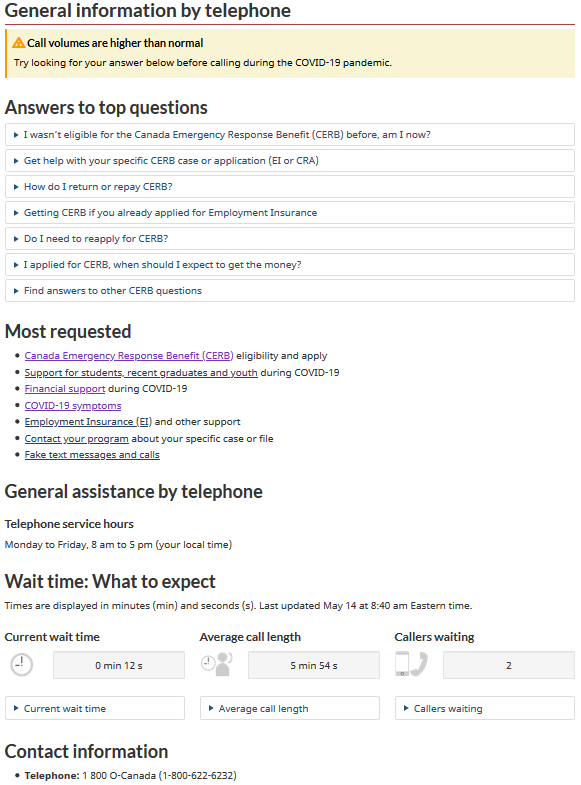 General information by telephone
Call volumes are higher than normal
Try looking for your answer below before calling during the COVID-19 pandemic.
Answers to top questions
I wasn't eligible for the Canada Emergency Response Benefit (CERB) before, am I now?
Get help with your specific CERB case or application (EI or CRA)
How do I return or repay CERB?
Getting CERB if you already applied for Employment Insurance
Do I need to reapply for CERB?
I applied for CERB, when should I expect to get the money?
Find answers to other CERB questions
Most requested
Canada Emergency Response Benefit (CERB) eligibility and apply
Support for students, recent graduates and youth during COVID-19
Financial support during COVID-19
COVID-19 symptoms
Employment Insurance (EI) and other support
Contact your program about your specific case or file
Fake text messages and calls
General assistance by telephone
Telephone service hours
Monday to Friday, 8 am to 5 pm (your local time)
Wait time: What to expect
Times are displayed in minutes (min) and seconds (s). Last updated May 14 at 8:40 am Eastern time.
Current wait time Average call length Callers waiting
0 min 12 s 5 min 54 s 2
Current wait time Average call length Callers waiting
Contact information
Telephone: 1 800 O-Canada (1-800-622-6232)